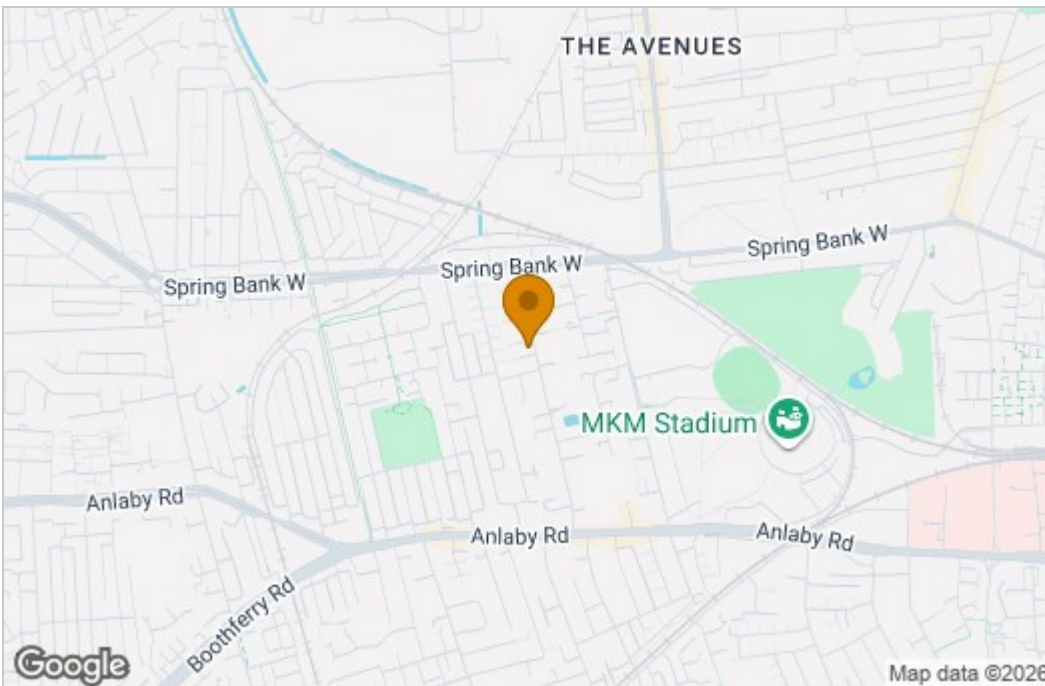 THE AVENUES
Spring Bank W
Spring Bank W
Spring Bank W
MKM Stadium
Anlaby Rd
Anlaby Rd
Anlaby Rd
Boothferry Rd
Google
Map data ©2026